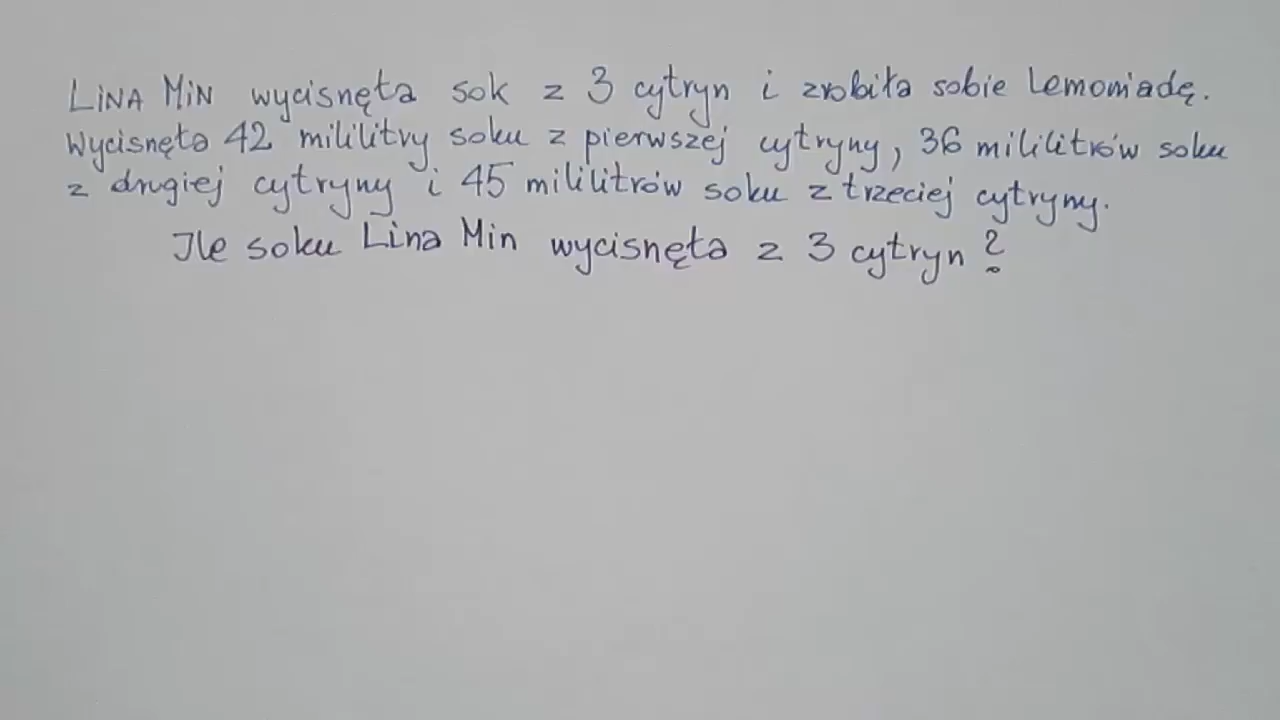 LINA MIN wycisnęła sok z 3 cytryn i zrobiła sobie lemoniadę.
Wycisnęła 42 mililitry soku z pierwszej cytryny, 36 mililitrów soku
z drugiej cytryny i 45 mililitrów soku z trzeciej cytryny.
Ile soku Lina Min wycisnęła z 3 cytryn?